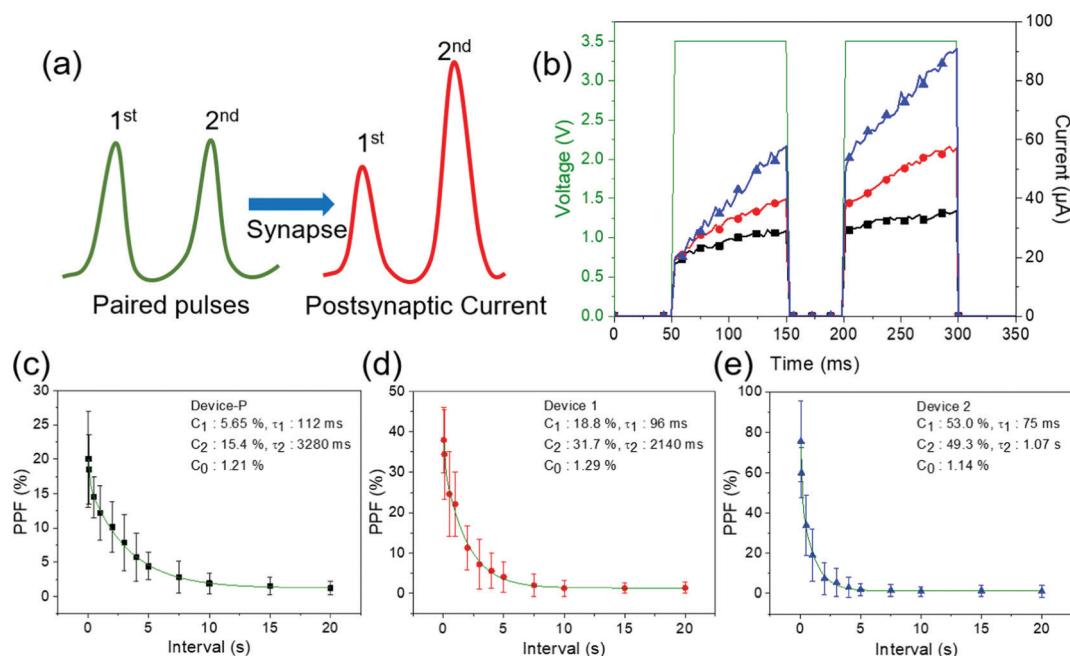 (a)
1st
2nd
Synapse
1st
2nd
Paired pulses
Postsynaptic Current
(b)
3.5
3.0
2.5
2.0
1.5
1.0
0.5
0.0
Voltage (V)
100
80
60
40
20
0
Current (µA)
0
50
100
150
200
250
300
350
Time (ms)
(c)
Device-P
C1 : 5.65 %, τ1 : 112 ms
C2 : 15.4 %, τ2 : 3280 ms
C0 : 1.21 %
30
25
20
15
10
5
0
PPF (%)
0 5 10 15 20
Interval (s)
(d)
Device 1
C1 : 18.8 %, τ1 : 96 ms
C2 : 31.7 %, τ2 : 2140 ms
C0 : 1.29 %
50
40
30
20
10
0
PPF (%)
0 5 10 15 20
Interval (s)
(e)
Device 2
C1 : 53.0 %, τ1 : 75 ms
C2 : 49.3 %, τ2 : 1.07 s
C0 : 1.14 %
100
80
60
40
20
0
PPF (%)
0 5 10 15 20
Interval (s)